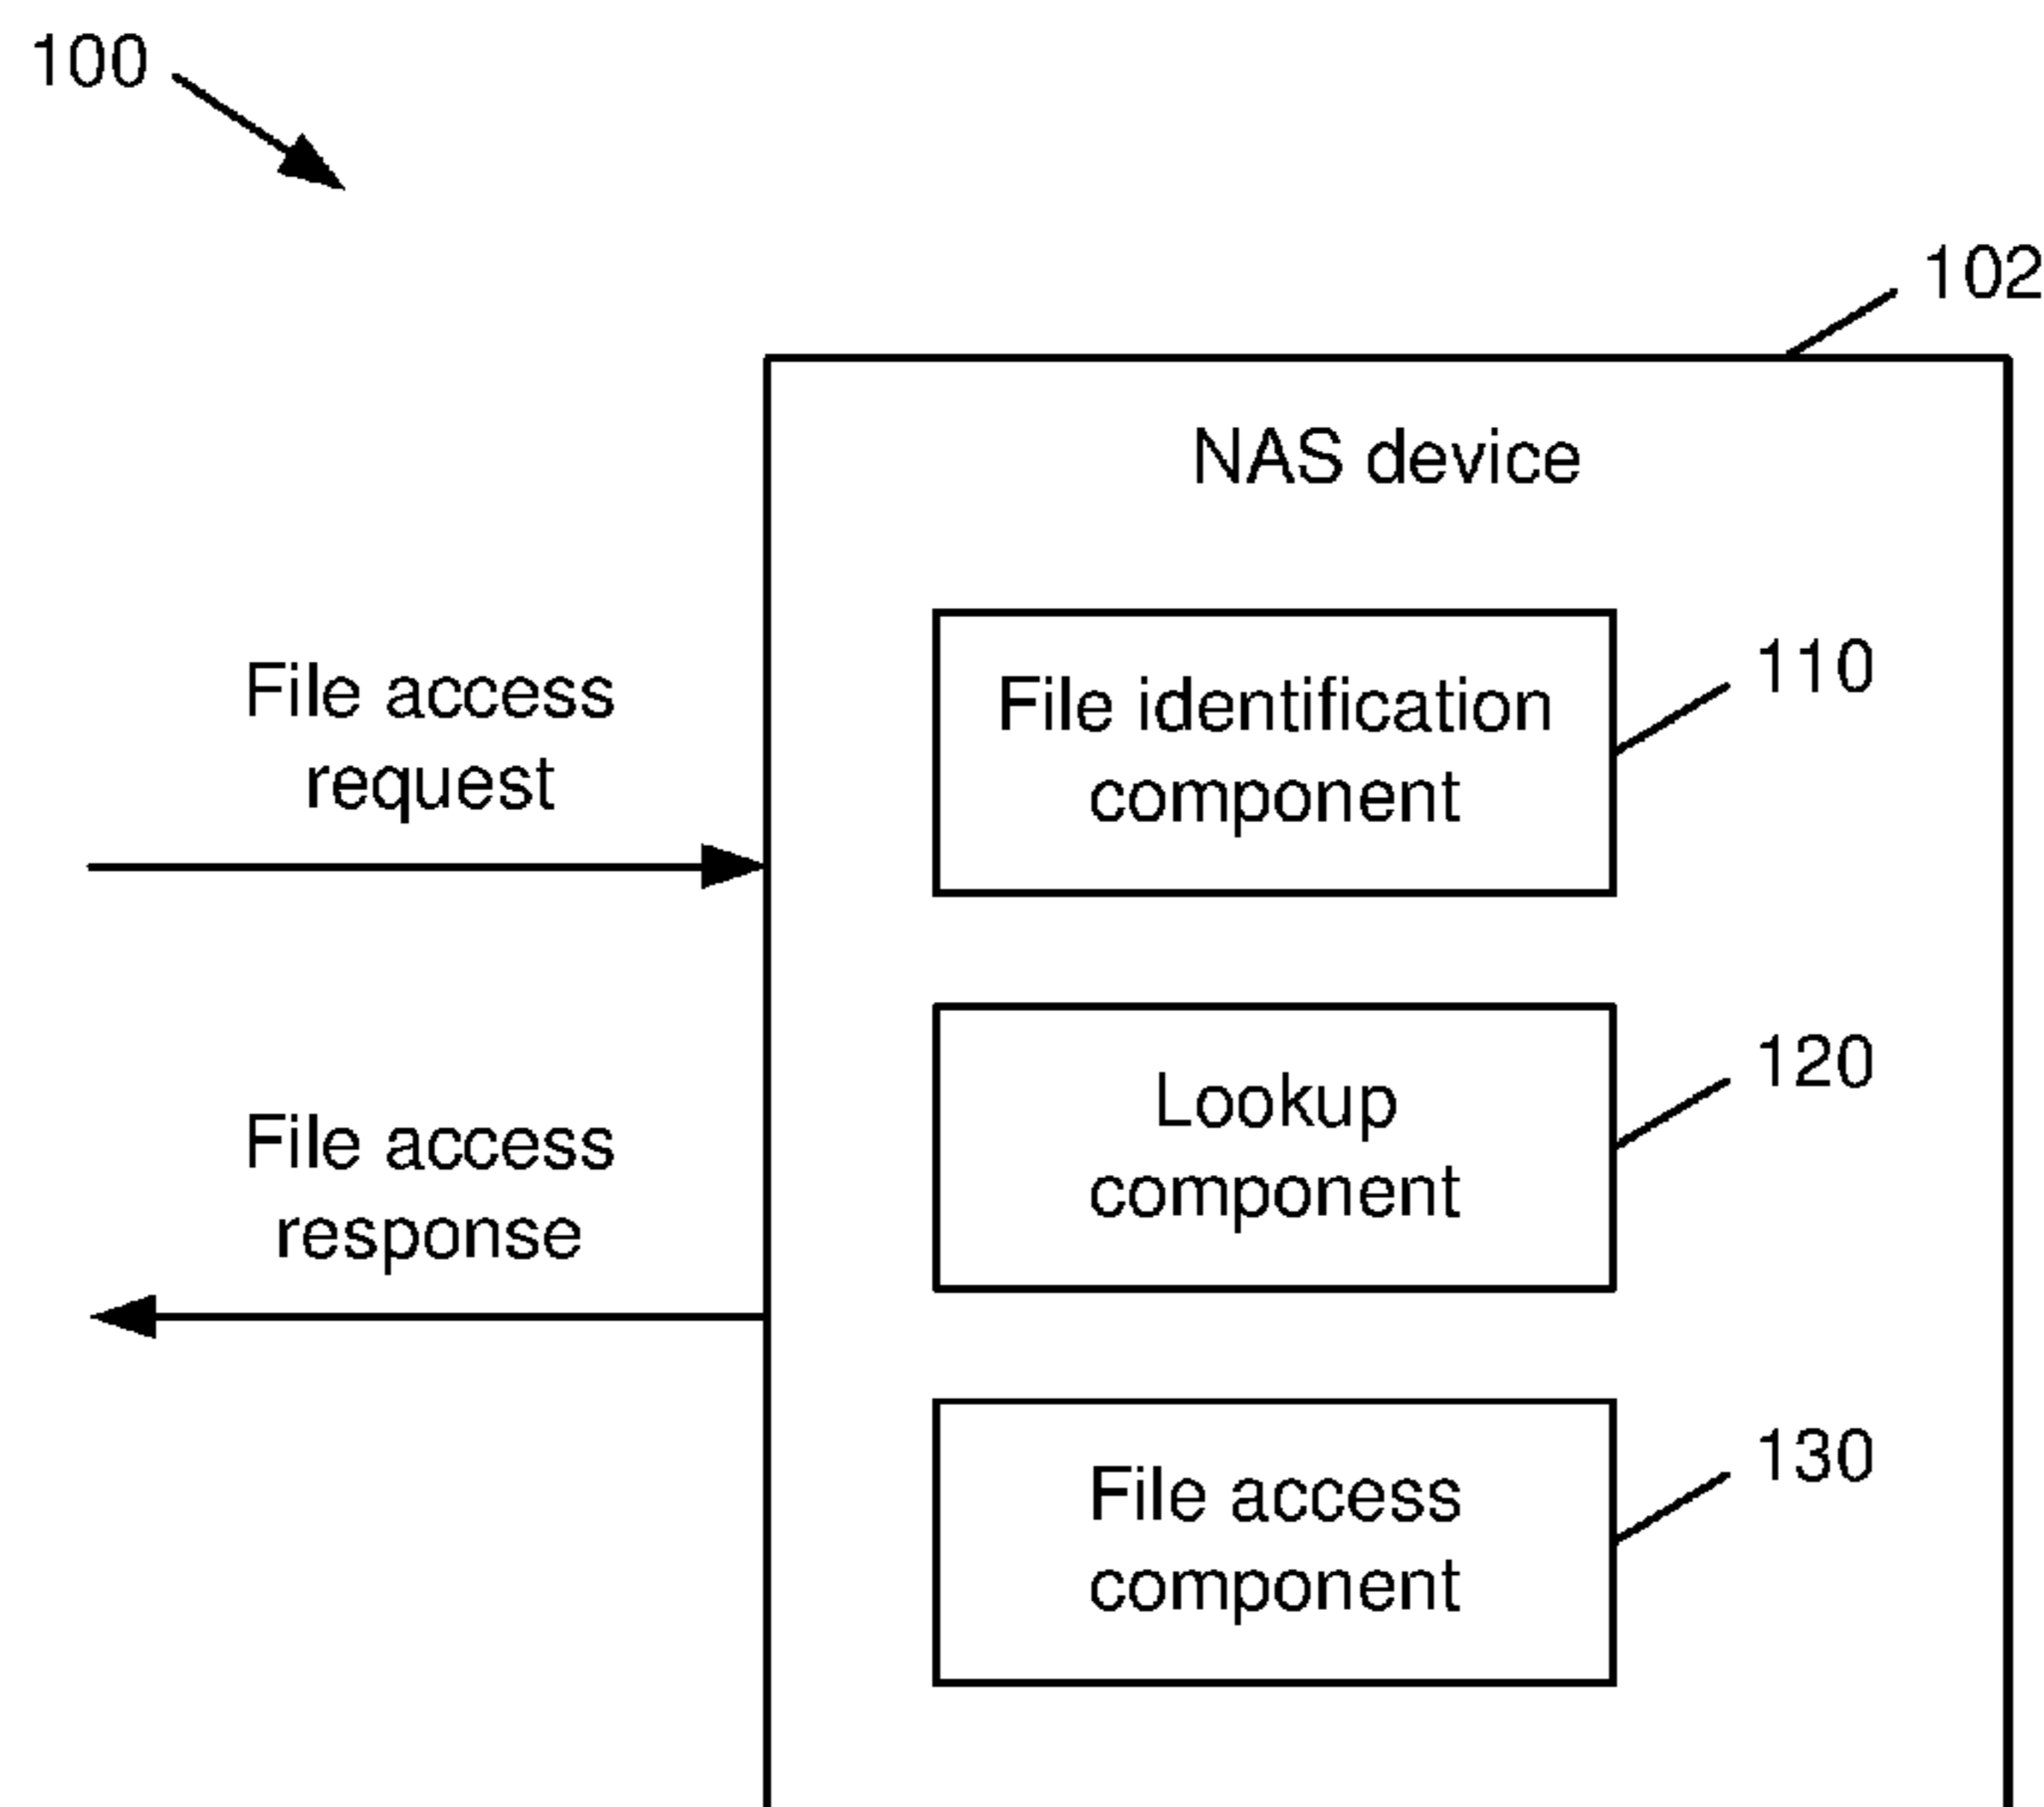 100
102
NAS device
File access
request
File identification
component
110
Lookup
component
120
File access
response
File access
component
130